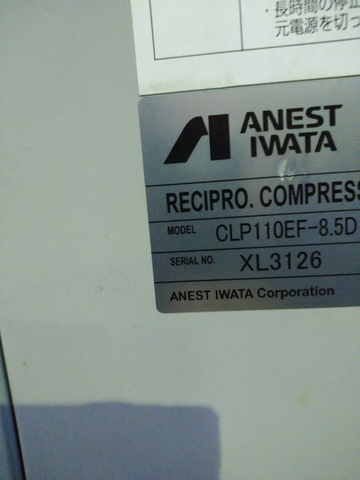 ・長時間の停止
元電源を切っ
ANEST
IWATA
RECIPRO. COMPRESS
MODEL CLP110EF-8.5D
SERIAL NO. XL3126
ANEST IWATA Corporation